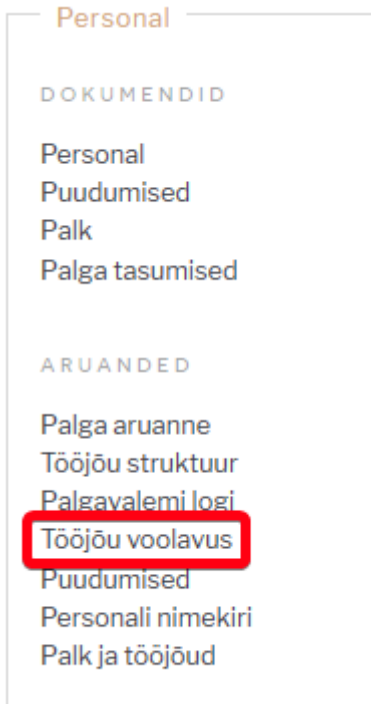 Personal
DOKUMENDID
Personal
Puudumised
Palk
Palga tasumised
ARUANDED
Palga aruanne
Tööjõu struktuur
Palgavalemi logi
Tööjõu voolavus
Puudumised
Personali nimekiri
Palk ja tööjõud